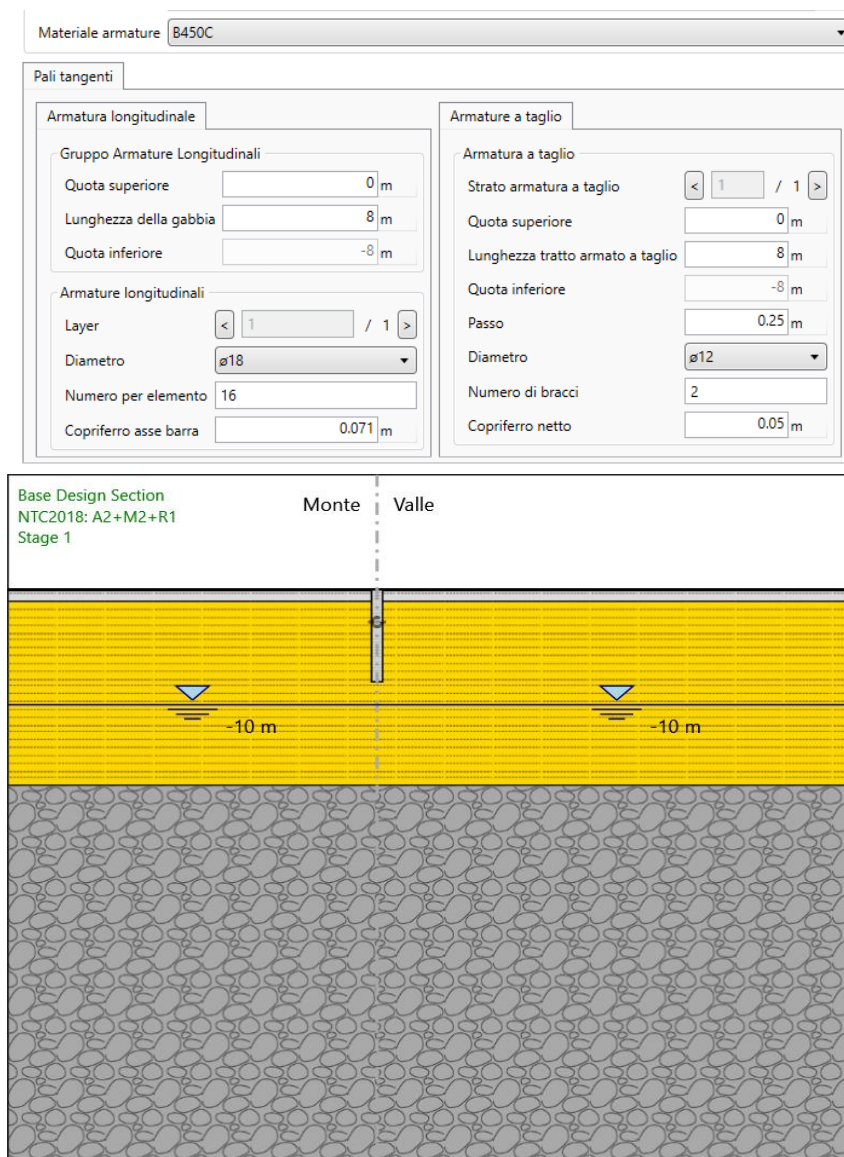 Materiale armature B450C
Pali tangenti
Armatura longitudinale
Gruppo Armature Longitudinali
Quota superiore 0 m
Lunghezza della gabbia 8 m
Quota inferiore -8 m
Armature longitudinali
Layer < 1 / 1 >
Diametro ø18
Numero per elemento 16
Copriferro asse barra 0.071 m
Armature a taglio
Armatura a taglio
Strato armatura a taglio < 1 / 1 >
Quota superiore 0 m
Lunghezza tratto armato a taglio 8 m
Quota inferiore -8 m
Passo 0.25 m
Diametro ø12
Numero di bracci 2
Copriferro netto 0.05 m
Base Design Section
NTC2018: A2+M2+R1
Stage 1
Monte Valle
-10 m -10 m